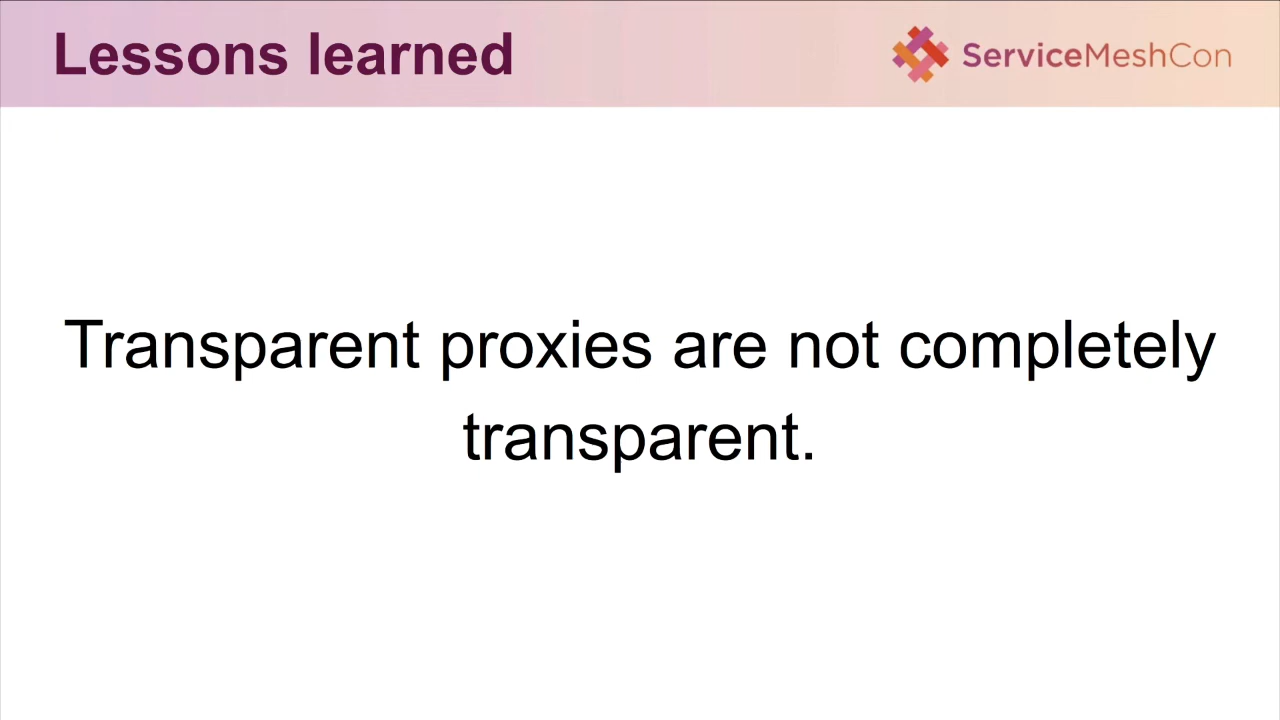 Lessons learned
ServiceMeshCon
Transparent proxies are not completely
transparent.